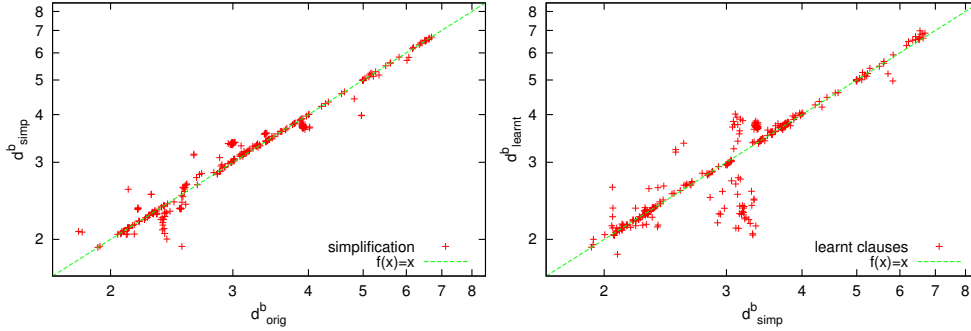 8
7
6
5
4
3
2
d^b_simp
simplification
f(x)=x
2 3 4 5 6 7 8
d^b_orig
8
7
6
5
4
3
2
d^b_learnt
learnt clauses
f(x)=x
2 3 4 5 6 7 8
d^b_simp